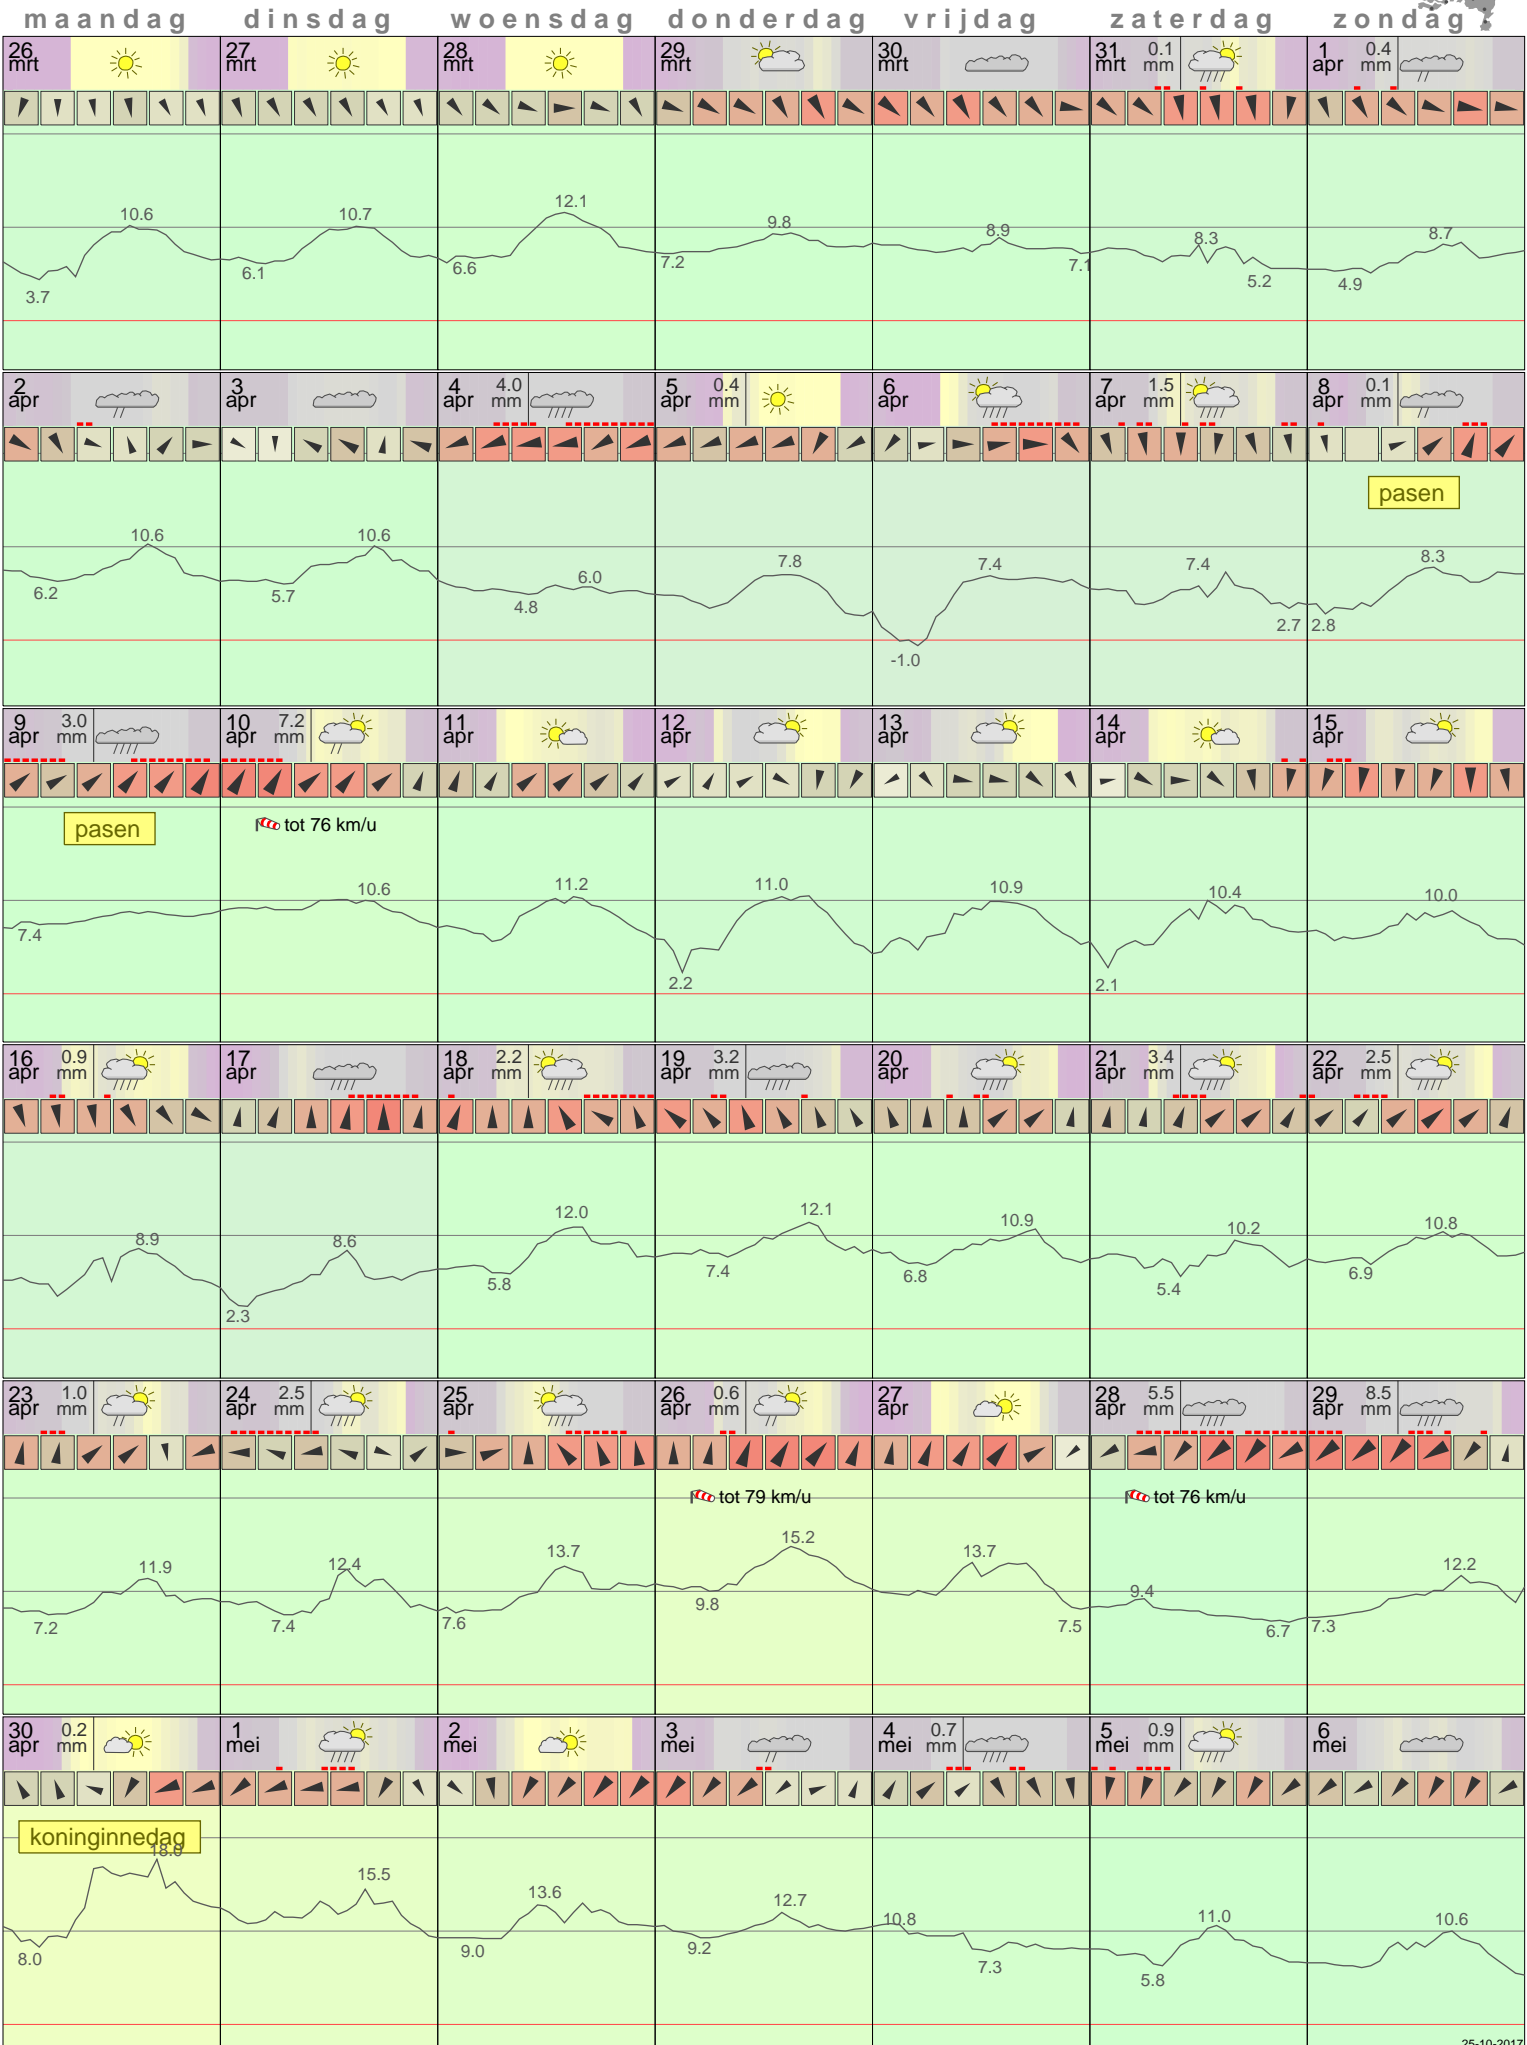 maandag dinsdag woensdag donderdag vrijdag zaterdag zondag
26 mrt 27 mrt 28 mrt 29 mrt 30 mrt 31 mrt 0.1 mm 1 apr 0.4 mm
10.6 10.7 12.1 9.8 8.9 8.3 8.7
3.7 6.1 6.6 7.2 7.1 5.2 4.9
2 apr 3 apr 4 apr 4.0 mm 5 apr 0.4 mm 6 apr 7 apr 1.5 mm 8 apr 0.1 mm
pasen
10.6 10.6 6.0 7.8 7.4 7.4 8.3
6.2 5.7 4.8 -1.0 2.7 2.8
9 apr 3.0 mm 10 apr 7.2 mm 11 apr 12 apr 13 apr 14 apr 15 apr
pasen tot 76 km/u
7.4 10.6 11.2 11.0 10.9 10.4 10.0
2.2 2.1
16 apr 0.9 mm 17 apr 18 apr 2.2 mm 19 apr 3.2 mm 20 apr 21 apr 3.4 mm 22 apr 2.5 mm
8.9 8.6 12.0 12.1 10.9 10.2 10.8
2.3 5.8 7.4 6.8 5.4 6.9
23 apr 1.0 mm 24 apr 2.5 mm 25 apr 26 apr 0.6 mm 27 apr 28 apr 5.5 mm 29 apr 8.5 mm
tot 79 km/u tot 76 km/u
11.9 12.4 13.7 15.2 13.7 9.4 12.2
7.2 7.4 7.6 9.8 7.5 6.7 7.3
30 apr 0.2 mm 1 mei 2 mei 3 mei 4 mei 0.7 mm 5 mei 0.9 mm 6 mei
koninginnedag
15.5 13.6 12.7 10.8 11.0 10.6
8.0 9.0 9.2 7.3 5.8
25-10-2017